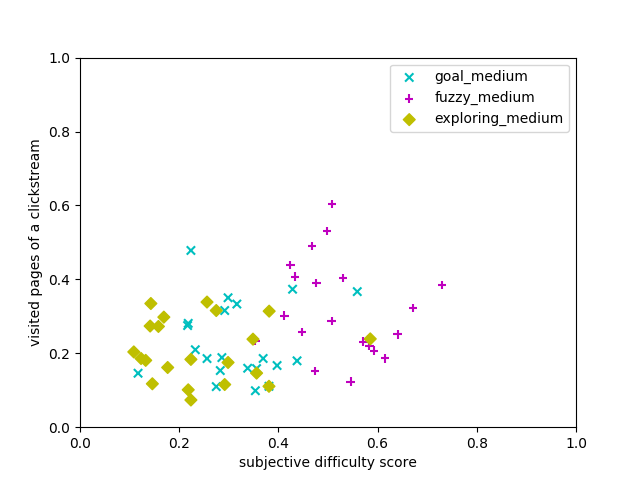 1.0
0.8
0.6
0.4
0.2
0.0
visited pages of a clickstream
goal_medium
fuzzy_medium
exploring_medium
0.0 0.2 0.4 0.6 0.8 1.0
subjective difficulty score